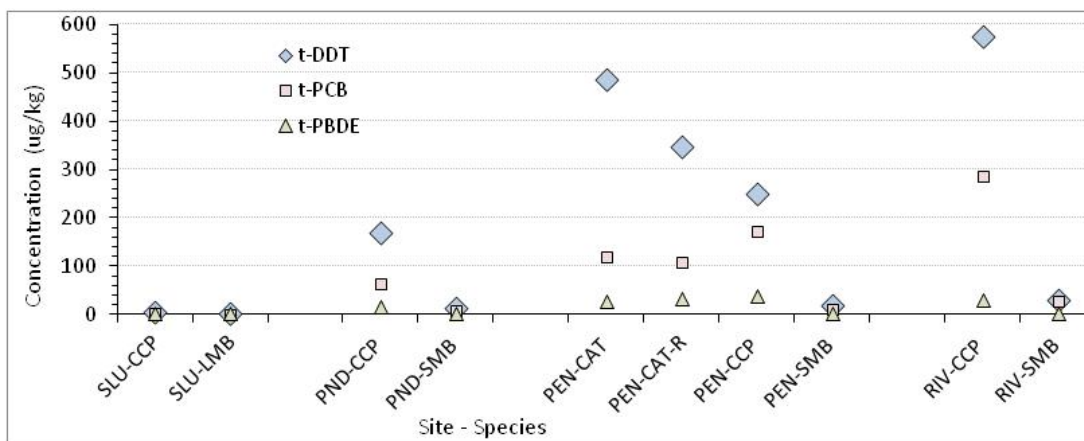 600
500
400
300
200
100
0
Concentration (ug/kg)
t-DDT
t-PCB
t-PBDE
SLU-CCP
SLU-LMB
PND-CCP
PND-SMB
PEN-CAT
PEN-CAT-R
PEN-CCP
PEN-SMB
RIV-CCP
RIV-SMB
Site - Species